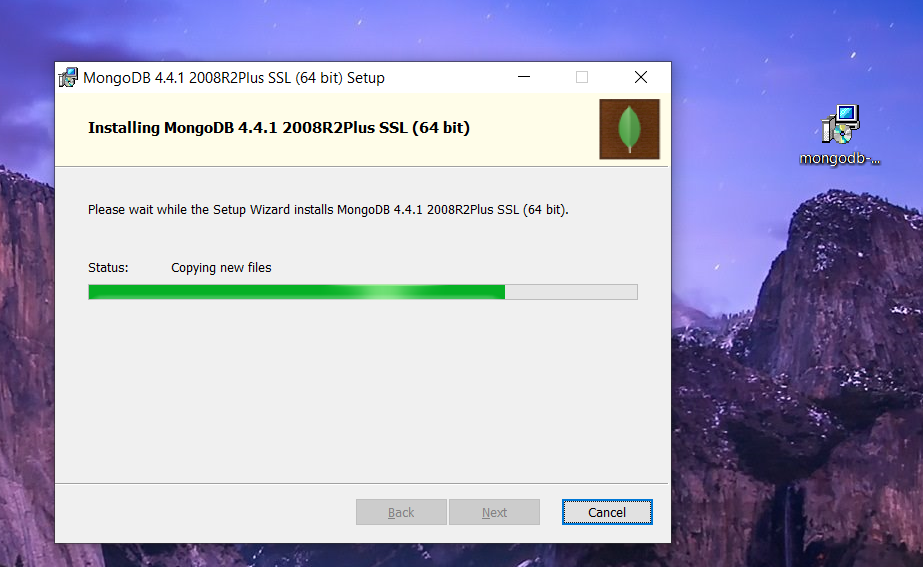 MongoDB 4.4.1 2008R2Plus SSL (64 bit) Setup
Installing MongoDB 4.4.1 2008R2Plus SSL (64 bit)
mongodb-...
Please wait while the Setup Wizard installs MongoDB 4.4.1 2008R2Plus SSL (64 bit).
Status: Copying new files
Back Next Cancel